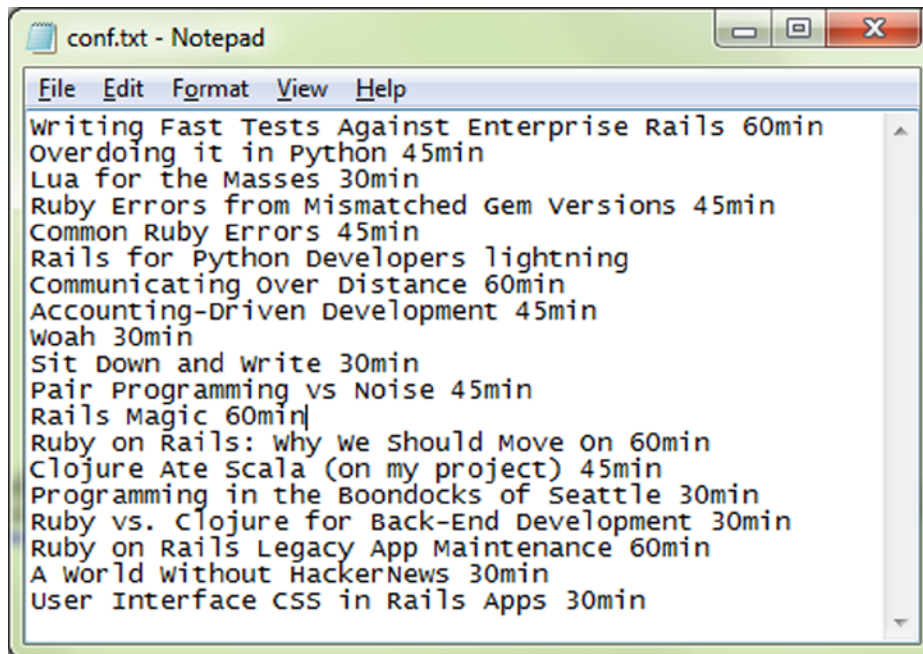 conf.txt - Notepad
File Edit Format View Help
Writing Fast Tests Against Enterprise Rails 60min
Overdoing it in Python 45min
Lua for the Masses 30min
Ruby Errors from Mismatched Gem Versions 45min
Common Ruby Errors 45min
Rails for Python Developers lightning
Communicating Over Distance 60min
Accounting-Driven Development 45min
Woah 30min
Sit Down and Write 30min
Pair Programming vs Noise 45min
Rails Magic 60min
Ruby on Rails: Why We Should Move On 60min
Clojure Ate Scala (on my project) 45min
Programming in the Boondocks of Seattle 30min
Ruby vs. Clojure for Back-End Development 30min
Ruby on Rails Legacy App Maintenance 60min
A World Without HackerNews 30min
User Interface CSS in Rails Apps 30min